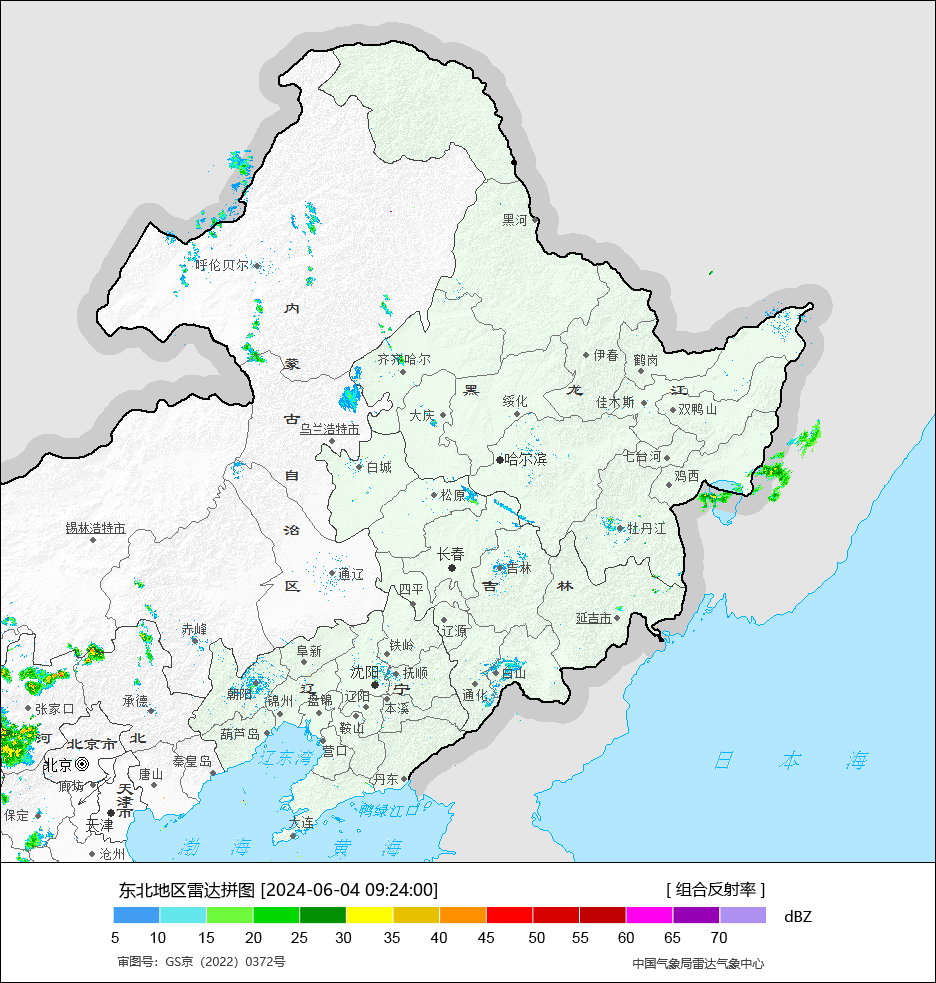 黑河
呼伦贝尔
内
蒙
古
自
治
区
齐齐哈尔
伊春
鹤岗
黑
龙
江
绥化
佳木斯
双鸭山
大庆
乌兰浩特市
哈尔滨
七台河
白城
鸡西
松原
锡林浩特市
牡丹江
长春
吉林
通辽
吉
林
四平
延吉市
赤峰
辽源
阜新
铁岭
沈阳
抚顺
白山
朝阳
辽
宁
通化
锦州
盘锦
辽阳
本溪
张家口
承德
葫芦岛
鞍山
河
北京市
北
营口
辽东湾
日本海
北京
秦皇岛
唐山
丹东
廊坊
天津市
保定
天津
大连
鸭绿江口
沧州
渤海
黄海
东北地区雷达拼图 [2024-06-04 09:24:00]
[ 组合反射率 ]
dBZ
5 10 15 20 25 30 35 40 45 50 55 60 65 70
审图号：GS京（2022）0372号
中国气象局雷达气象中心